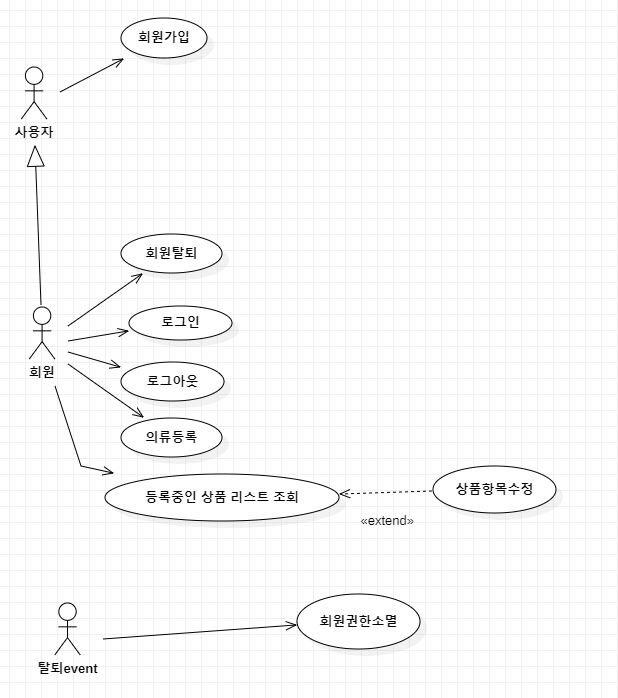 회원가입
사용자
회원탈퇴
로그인
회원
로그아웃
의류등록
등록중인 상품 리스트 조회
상품항목수정
«extend»
회원권한소멸
탈퇴event